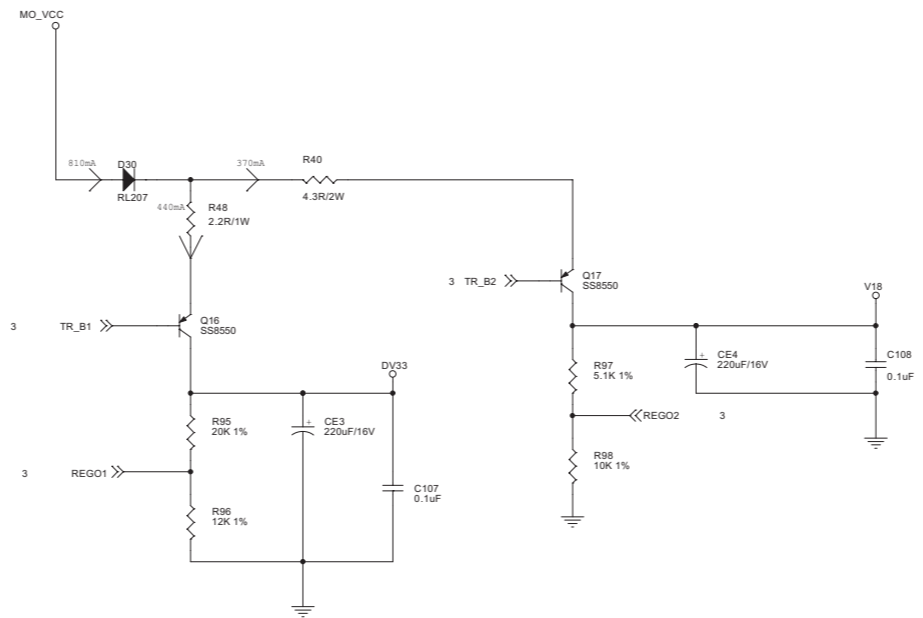 MO_VCC
810mA
D30
RL207
370mA
R40
4.3R/2W
440mA
R48
2.2R/1W
3 TR_B2
Q17
SS8550
V18
3 TR_B1
Q16
SS8550
CE4
+
220uF/16V
C108
0.1uF
R97
5.1K 1%
DV33
R95
20K 1%
CE3
+
220uF/16V
REGO2 3
R98
10K 1%
3 REGO1
C107
0.1uF
R96
12K 1%